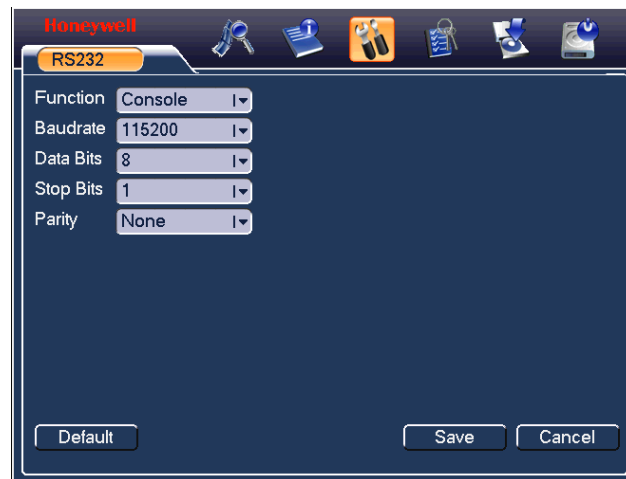 Honeywell
RS232
Function Console
Baudrate 115200
Data Bits 8
Stop Bits 1
Parity None
Default Save Cancel